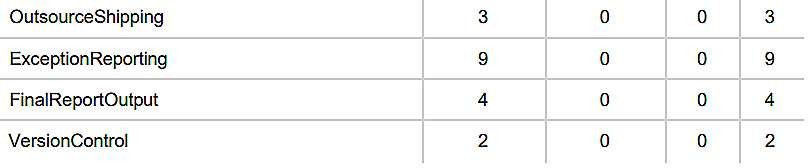 OutsourceShipping 3 0 0 3
ExceptionReporting 9 0 0 9
FinalReportOutput 4 0 0 4
VersionControl 2 0 0 2